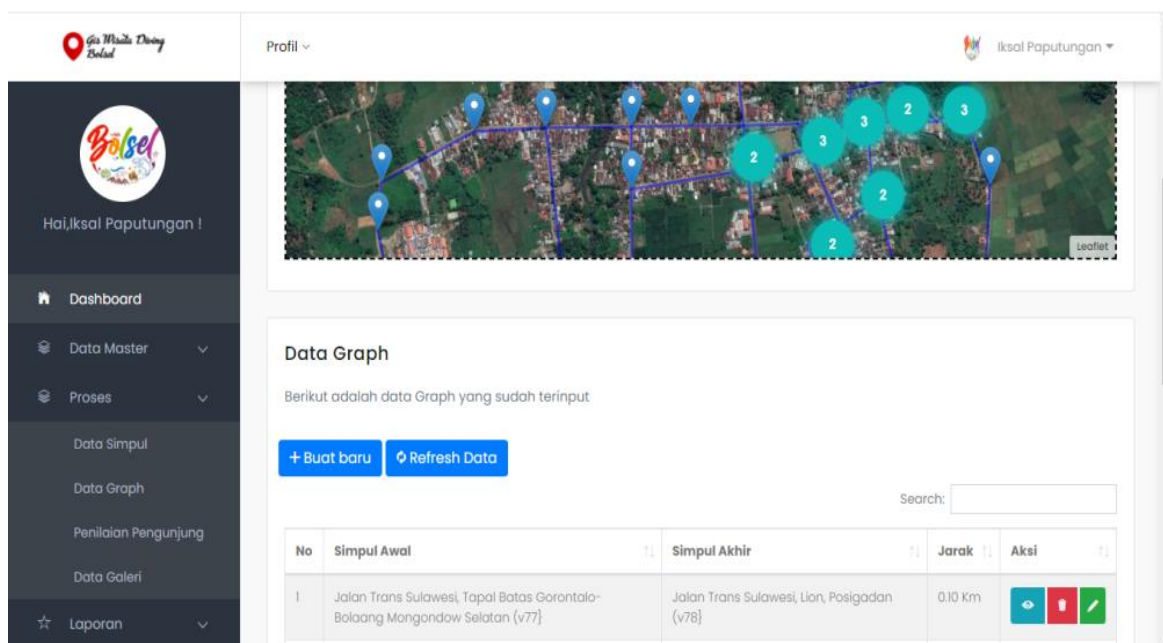 Gis Wisata Diving
Bolsel
Profil
Iksal Paputungan
Bolsel
Hai,Iksal Paputungan !
Dashboard
Data Master
Proses
Data Simpul
Data Graph
Penilaian Pengunjung
Data Galeri
Laporan
2
3
3
3
2
2
2
Leaflet
Data Graph
Berikut adalah data Graph yang sudah terinput
+ Buat baru
Refresh Data
Search:
No Simpul Awal Simpul Akhir Jarak Aksi
1 Jalan Trans Sulawesi, Tapal Batas Gorontalo- Jalan Trans Sulawesi, Lion, Posigadan 0.10 Km
Bolaang Mongondow Selatan (v77} (v78}